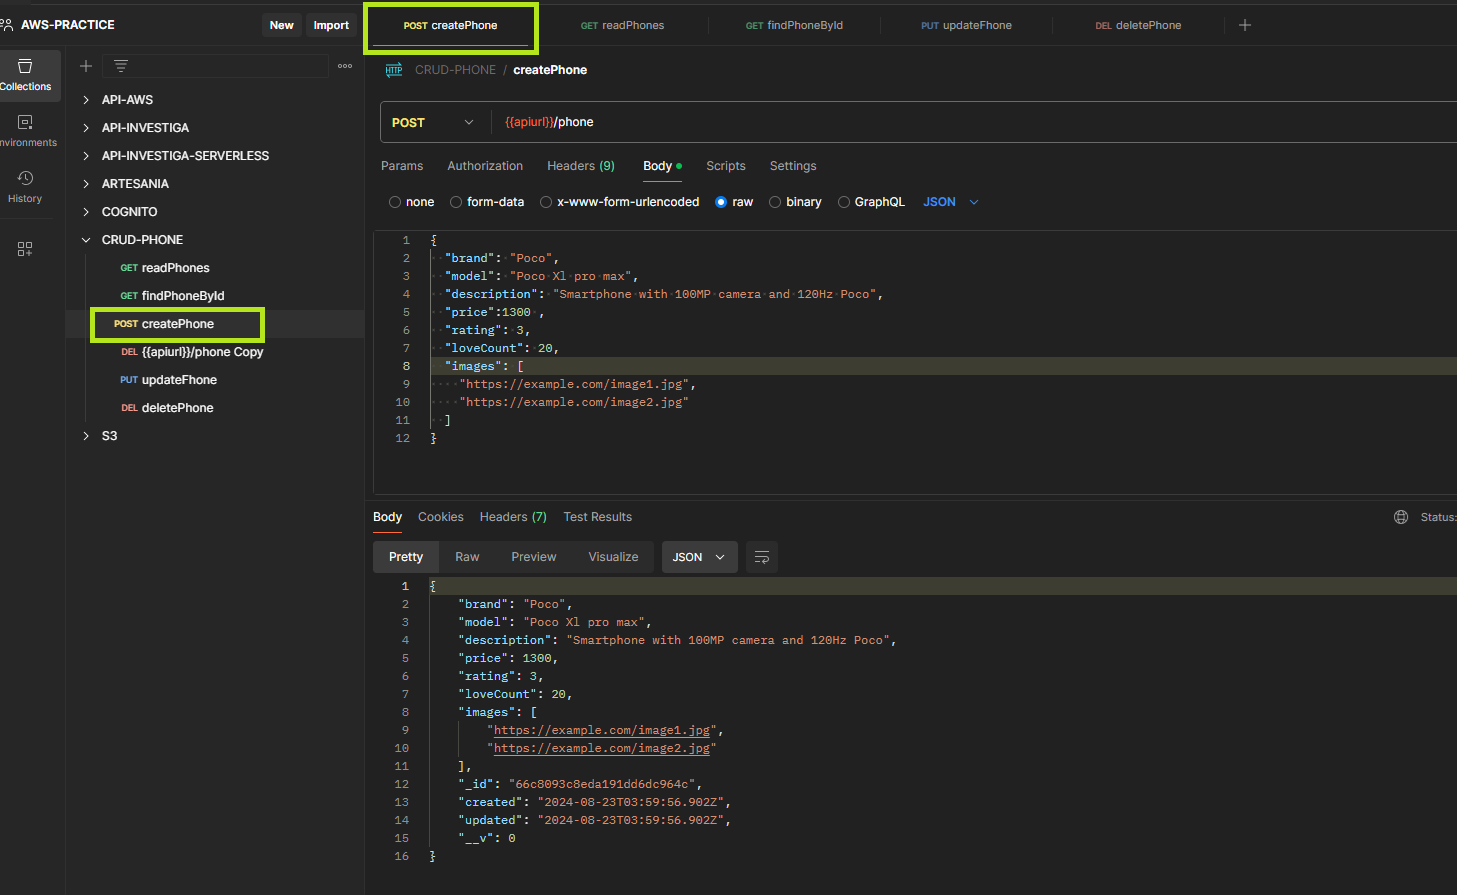 AWS-PRACTICE
New
Import
POST createPhone
GET readPhones
GET findPhoneById
PUT updateFhone
DEL deletePhone
Collections
nvironments
History
API-AWS
API-INVESTIGA
API-INVESTIGA-SERVERLESS
ARTESANIA
COGNITO
CRUD-PHONE
GET readPhones
GET findPhoneById
POST createPhone
DEL {{apiurl}}/phone Copy
PUT updateFhone
DEL deletePhone
S3
HTTP CRUD-PHONE / createPhone
POST {{apiurl}}/phone
Params Authorization Headers (9) Body Scripts Settings
none form-data x-www-form-urlencoded raw binary GraphQL JSON
1 {
2 "brand": "Poco",
3 "model": "Poco Xl pro max",
4 "description": "Smartphone with 100MP camera and 120Hz Poco",
5 "price":1300 ,
6 "rating": 3,
7 "loveCount": 20,
8 "images": [
9 "https://example.com/image1.jpg",
10 "https://example.com/image2.jpg"
11 ]
12 }
Body Cookies Headers (7) Test Results
Status:
Pretty Raw Preview Visualize JSON
1 {
2 "brand": "Poco",
3 "model": "Poco Xl pro max",
4 "description": "Smartphone with 100MP camera and 120Hz Poco",
5 "price": 1300,
6 "rating": 3,
7 "loveCount": 20,
8 "images": [
9 "https://example.com/image1.jpg",
10 "https://example.com/image2.jpg"
11 ],
12 "_id": "66c8093c8eda191dd6dc964c",
13 "created": "2024-08-23T03:59:56.902Z",
14 "updated": "2024-08-23T03:59:56.902Z",
15 "__v": 0
16 }